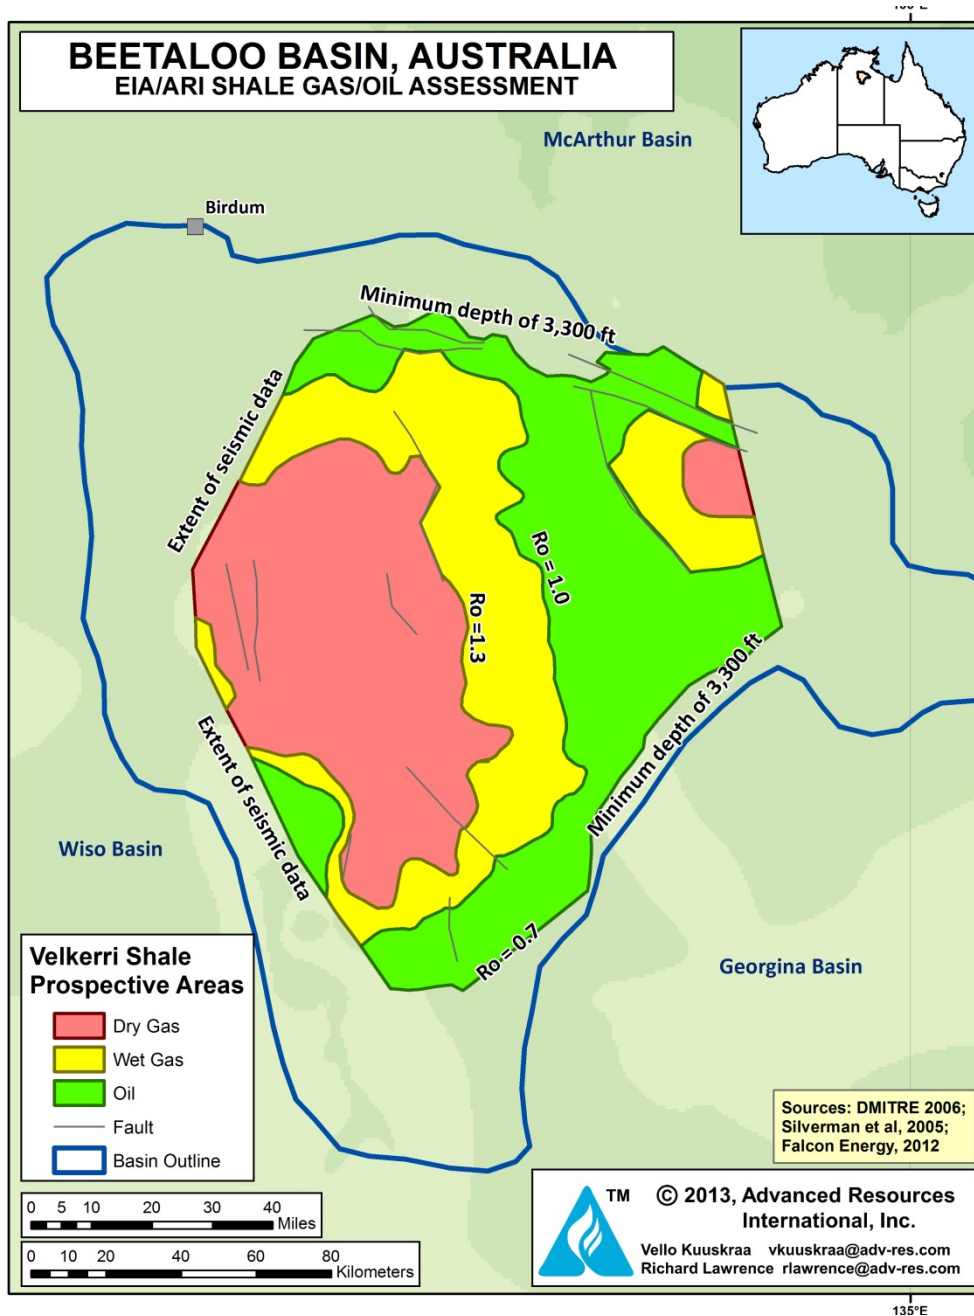 BEETALOO BASIN, AUSTRALIA
EIA/ARI SHALE GAS/OIL ASSESSMENT
McArthur Basin
Birdum
Minimum depth of 3,300 ft
Extent of seismic data
Ro = 1.0
Ro =1.3
Minimum depth of 3,300 ft
Extent of seismic data
Wiso Basin
Ro = 0.7
Georgina Basin
Velkerri Shale
Prospective Areas
Dry Gas
Wet Gas
Oil
Fault
Basin Outline
Sources: DMITRE 2006;
Silverman et al, 2005;
Falcon Energy, 2012
0 5 10 20 30 40
Miles
0 10 20 40 60 80
Kilometers
TM
© 2013, Advanced Resources
International, Inc.
Vello Kuuskraa vkuuskraa@adv-res.com
Richard Lawrence rlawrence@adv-res.com
135°E